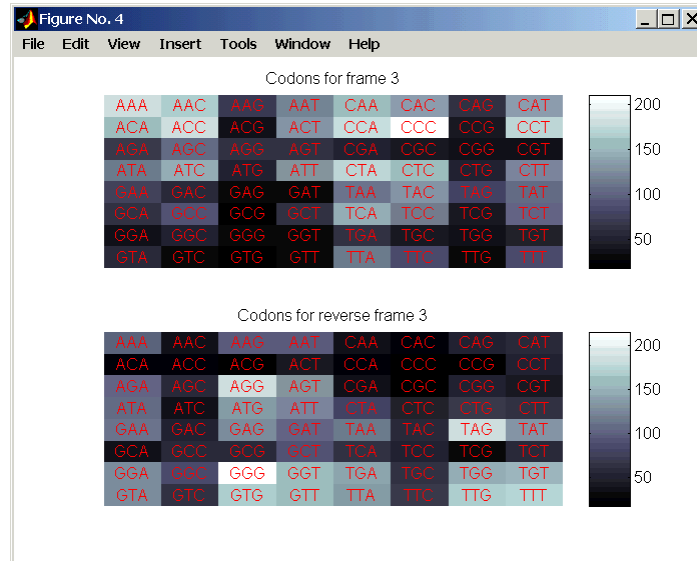 Figure No. 4
File Edit View Insert Tools Window Help
Codons for frame 3
AAA AAC AAG AAT CAA CAC CAG CAT
ACA ACC ACG ACT CCA CCC CCG CCT
AGA AGC AGG AGT CGA CGC CGG CGT
ATA ATC ATG ATT CTA CTC CTG CTT
GAA GAC GAG GAT TAA TAC TAG TAT
GCA GCC GCG GCT TCA TCC TCG TCT
GGA GGC GGG GGT TGA TGC TGG TGT
GTA GTC GTG GTT TTA TTC TTG TTT
200
150
100
50
Codons for reverse frame 3
AAA AAC AAG AAT CAA CAC CAG CAT
ACA ACC ACG ACT CCA CCC CCG CCT
AGA AGC AGG AGT CGA CGC CGG CGT
ATA ATC ATG ATT CTA CTC CTG CTT
GAA GAC GAG GAT TAA TAC TAG TAT
GCA GCC GCG GCT TCA TCC TCG TCT
GGA GGC GGG GGT TGA TGC TGG TGT
GTA GTC GTG GTT TTA TTC TTG TTT
200
150
100
50